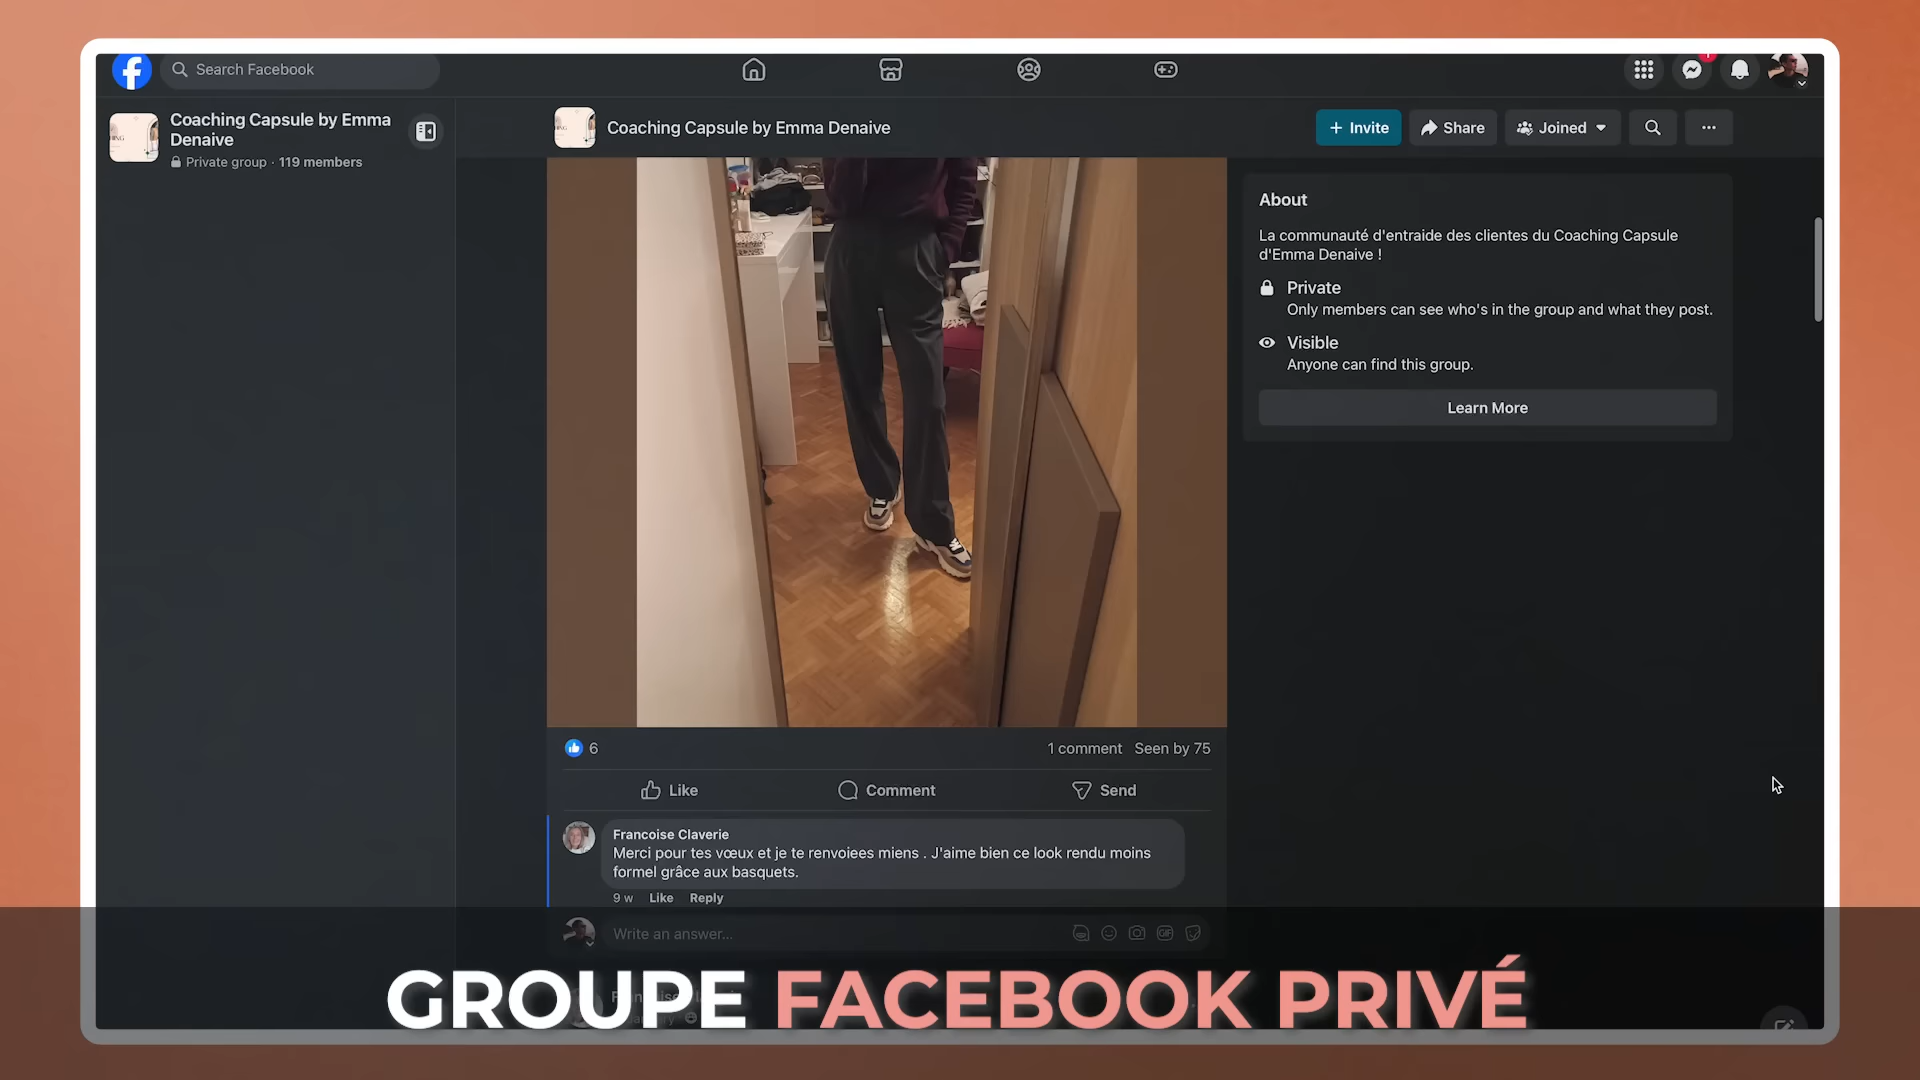 Search Facebook
Coaching Capsule by Emma
Denaive
Private group · 119 members
Coaching Capsule by Emma Denaive
+ Invite
Share
Joined
About
La communauté d'entraide des clientes du Coaching Capsule
d'Emma Denaive !
Private
Only members can see who's in the group and what they post.
Visible
Anyone can find this group.
Learn More
6
1 comment Seen by 75
Like
Comment
Send
Francoise Claverie
Merci pour tes vœux et je te renvoiees miens . J'aime bien ce look rendu moins
formel grâce aux basquets.
9 w Like Reply
Write an answer...
GIF
GROUPE FACEBOOK PRIVÉ